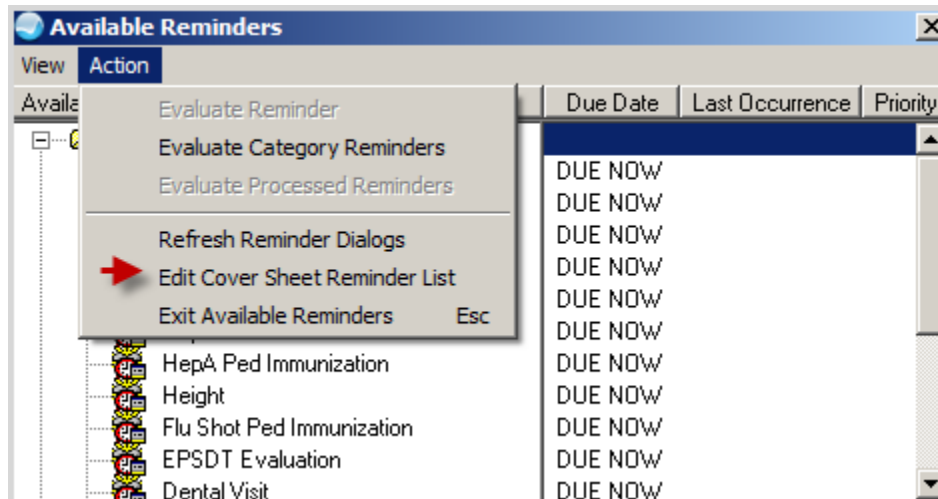 Available Reminders
View Action
Availa Due Date Last Occurrence Priority
Evaluate Reminder
Evaluate Category Reminders
DUE NOW
Evaluate Processed Reminders
DUE NOW
Refresh Reminder Dialogs
DUE NOW
Edit Cover Sheet Reminder List
DUE NOW
DUE NOW
Exit Available Reminders Esc
DUE NOW
HepA Ped Immunization DUE NOW
Height DUE NOW
Flu Shot Ped Immunization DUE NOW
EPSDT Evaluation DUE NOW
Dental Visit DUE NOW